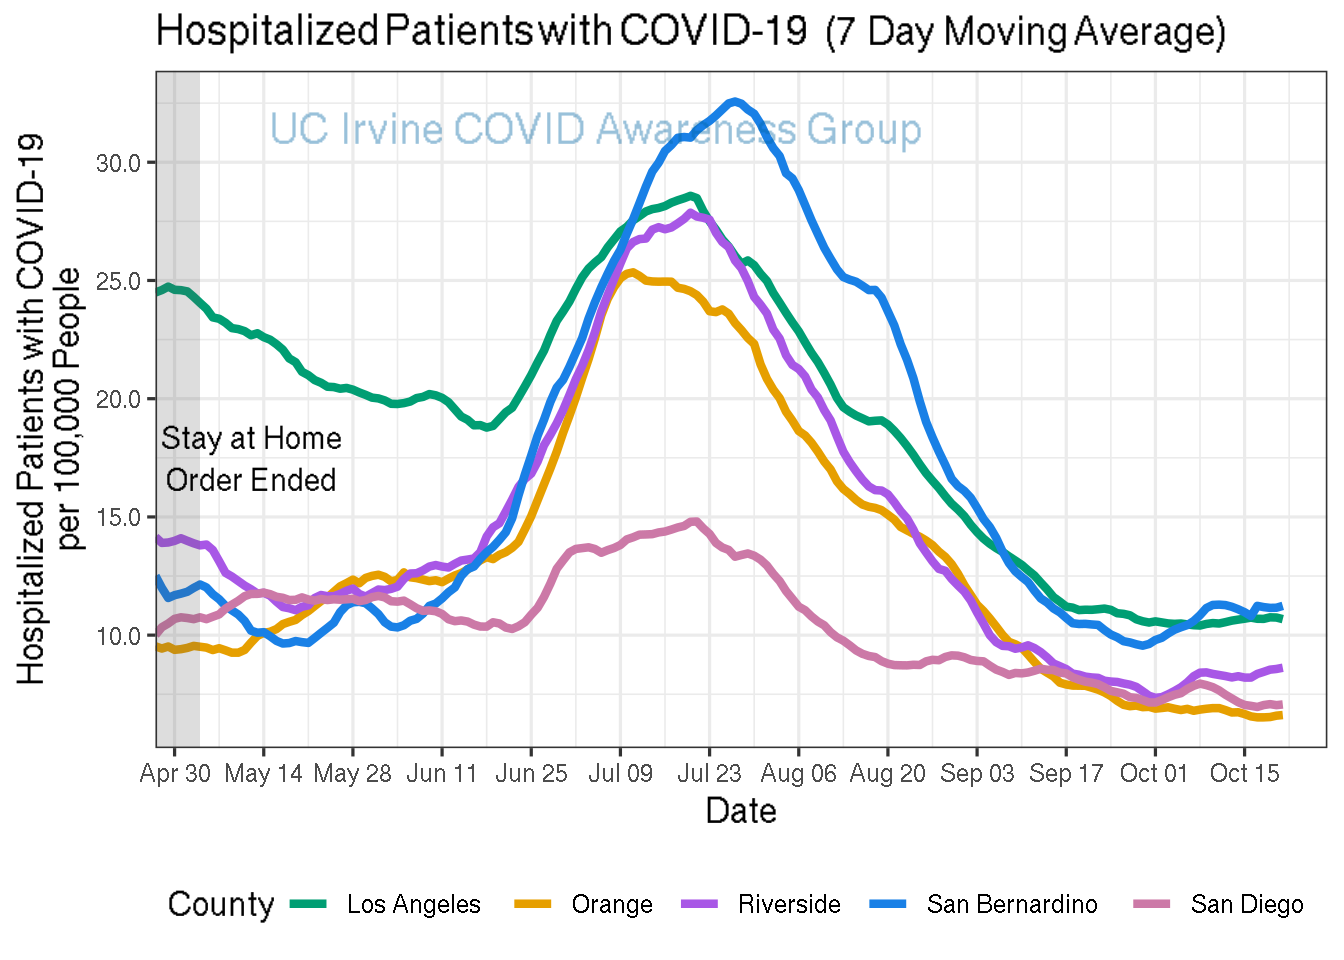 Hospitalized Patients with COVID-19 (7 Day Moving Average)
UC Irvine COVID Awareness Group
Hospitalized Patients with COVID-19
per 100,000 People
30.0
25.0
20.0
15.0
10.0
Stay at Home
Order Ended
Apr 30 May 14 May 28 Jun 11 Jun 25 Jul 09 Jul 23 Aug 06 Aug 20 Sep 03 Sep 17 Oct 01 Oct 15
Date
County Los Angeles Orange Riverside San Bernardino San Diego